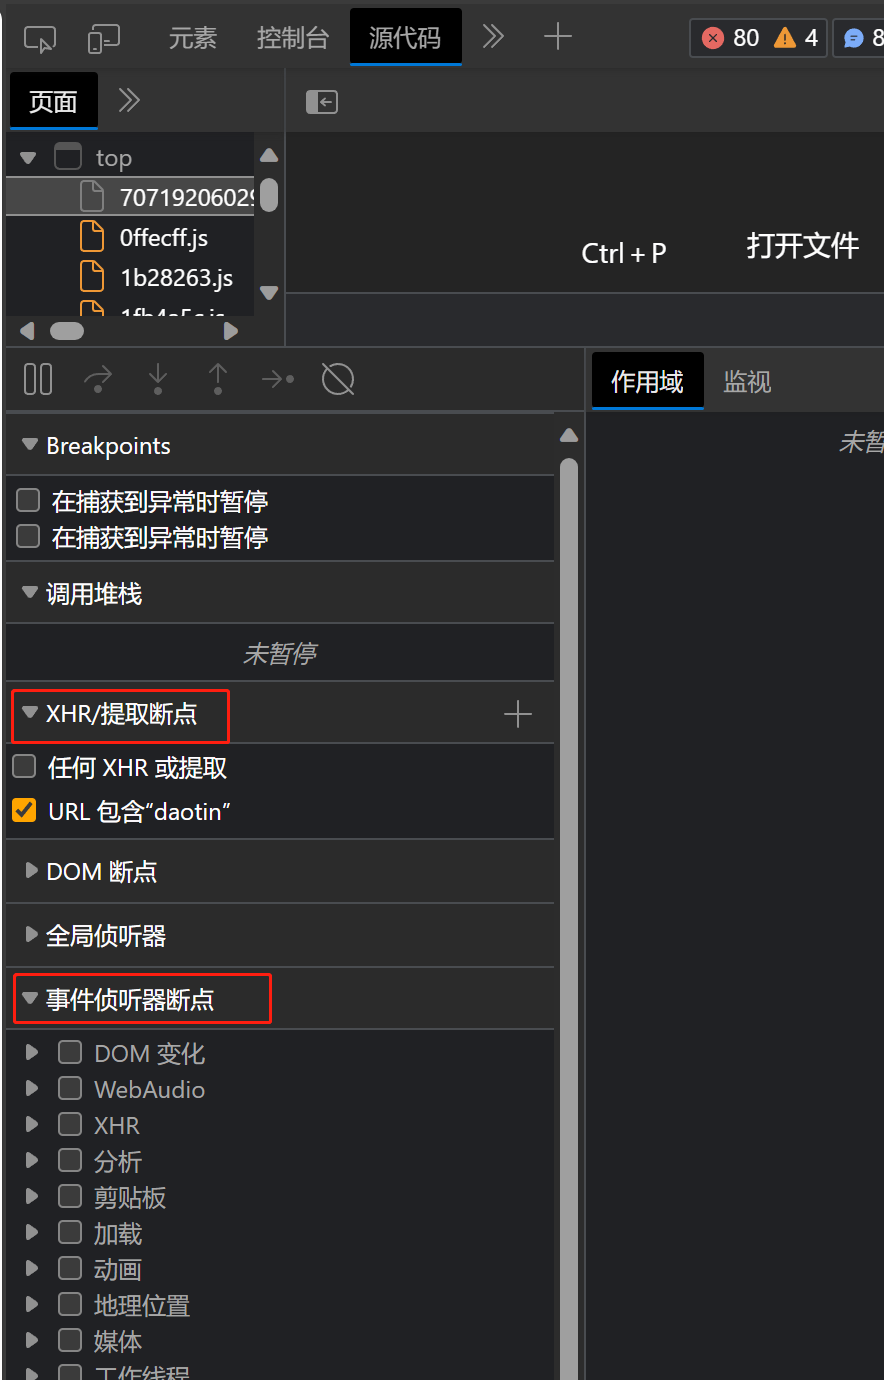 元素 控制台 源代码 80 4 8
页面
top
70719206029
0ffecff.js
1b28263.js
Ctrl + P 打开文件
作用域 监视
未暂
Breakpoints
在捕获到异常时暂停
在捕获到异常时暂停
调用堆栈
未暂停
XHR/提取断点
任何 XHR 或提取
URL 包含“daotin”
DOM 断点
全局侦听器
事件侦听器断点
DOM 变化
WebAudio
XHR
分析
剪贴板
加载
动画
地理位置
媒体
工作线程